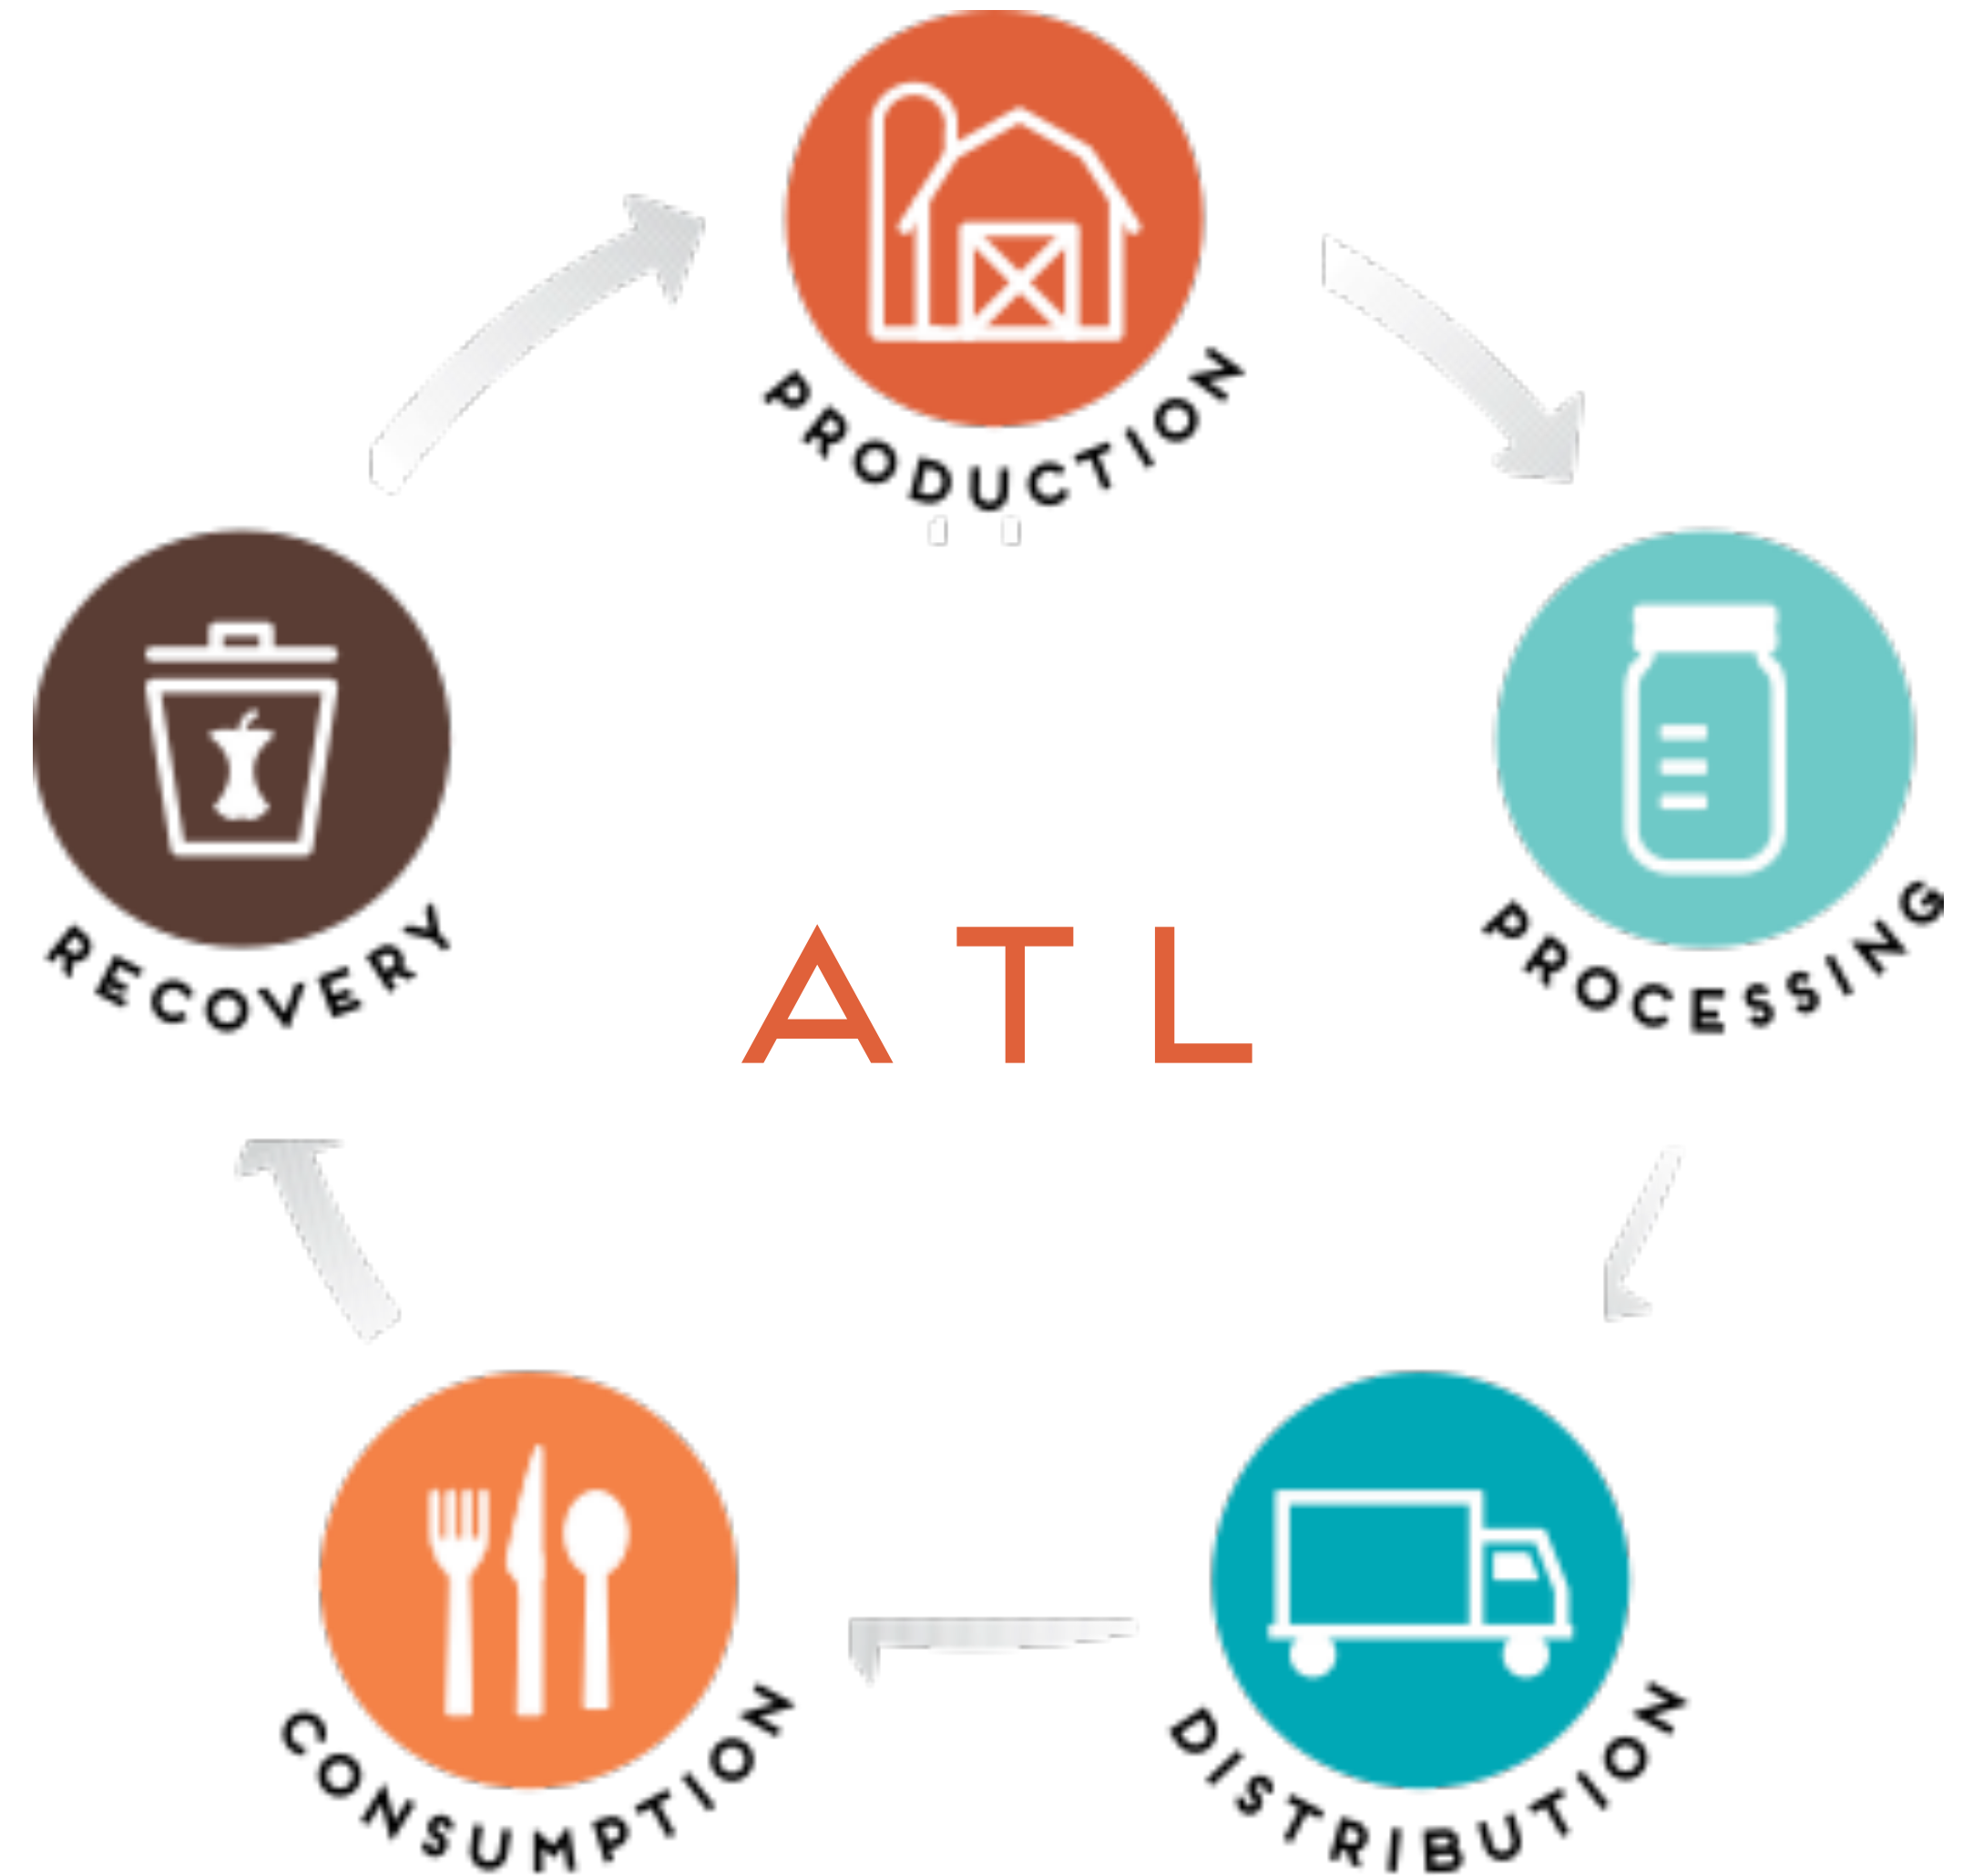 PRODUCTION
PROCESSING
DISTRIBUTION
CONSUMPTION
RECOVERY
ATL